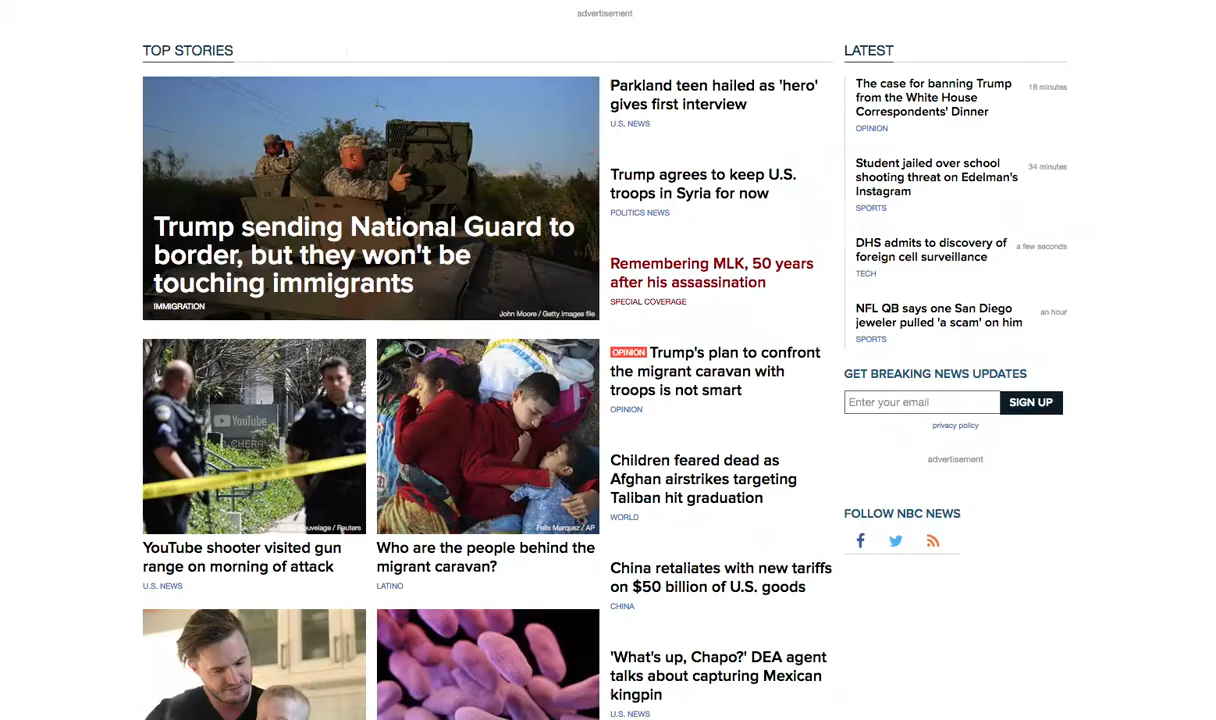 advertisement
TOP STORIES
Trump sending National Guard to
border, but they won't be
touching immigrants
IMMIGRATION
John Moore / Getty Images file
YouTube
CHERRY
/ Reuters
YouTube shooter visited gun
range on morning of attack
U.S. NEWS
Felix Marquez / AP
Who are the people behind the
migrant caravan?
LATINO
Parkland teen hailed as 'hero'
gives first interview
U.S. NEWS
Trump agrees to keep U.S.
troops in Syria for now
POLITICS NEWS
Remembering MLK, 50 years
after his assassination
SPECIAL COVERAGE
OPINION Trump's plan to confront
the migrant caravan with
troops is not smart
OPINION
Children feared dead as
Afghan airstrikes targeting
Taliban hit graduation
WORLD
China retaliates with new tariffs
on $50 billion of U.S. goods
CHINA
'What's up, Chapo?' DEA agent
talks about capturing Mexican
kingpin
U.S. NEWS
LATEST
The case for banning Trump
from the White House
Correspondents' Dinner
18 minutes
OPINION
Student jailed over school
shooting threat on Edelman's
Instagram
34 minutes
SPORTS
DHS admits to discovery of
foreign cell surveillance
a few seconds
TECH
NFL QB says one San Diego
jeweler pulled 'a scam' on him
an hour
SPORTS
GET BREAKING NEWS UPDATES
Enter your email
SIGN UP
privacy policy
advertisement
FOLLOW NBC NEWS